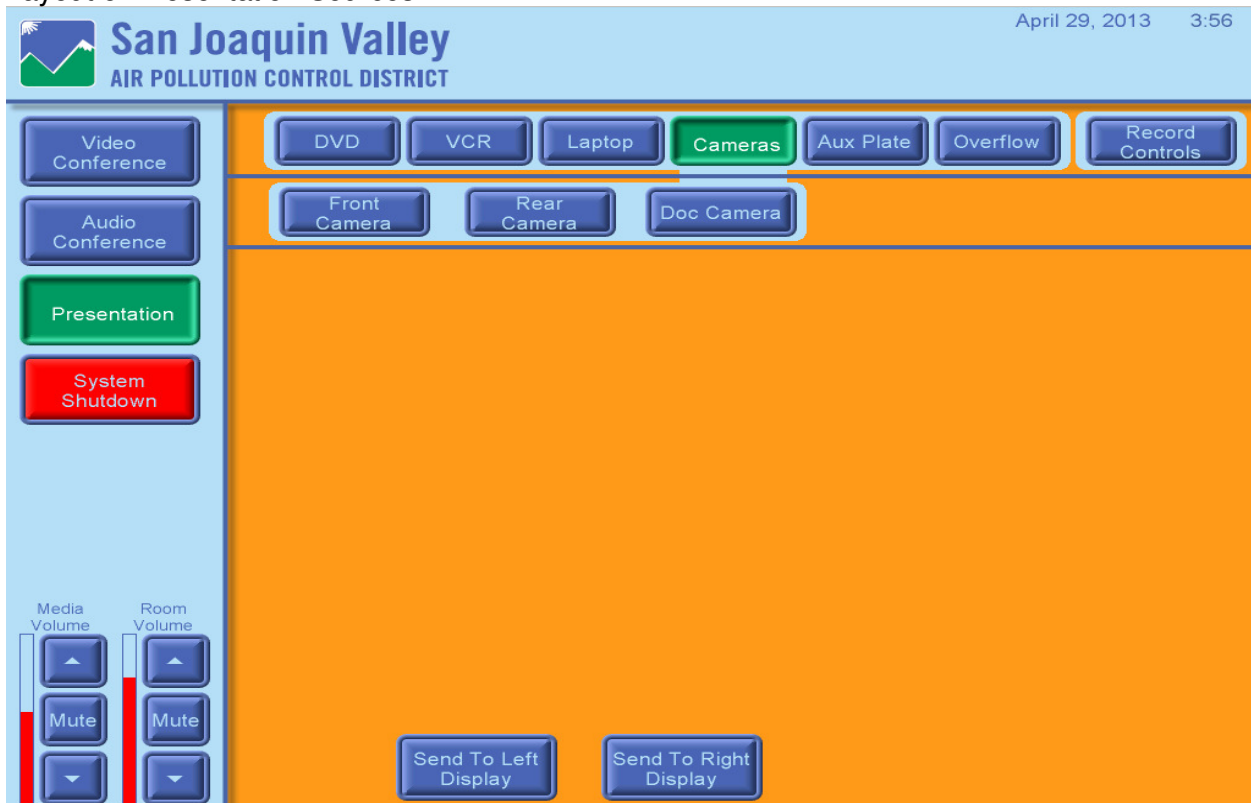 April 29, 2013 3:56
San Joaquin Valley
AIR POLLUTION CONTROL DISTRICT
Video
Conference
Audio
Conference
Presentation
System
Shutdown
DVD
VCR
Laptop
Cameras
Aux Plate
Overflow
Record
Controls
Front
Camera
Rear
Camera
Doc Camera
Media
Volume
Room
Volume
Mute
Mute
Send To Left
Display
Send To Right
Display